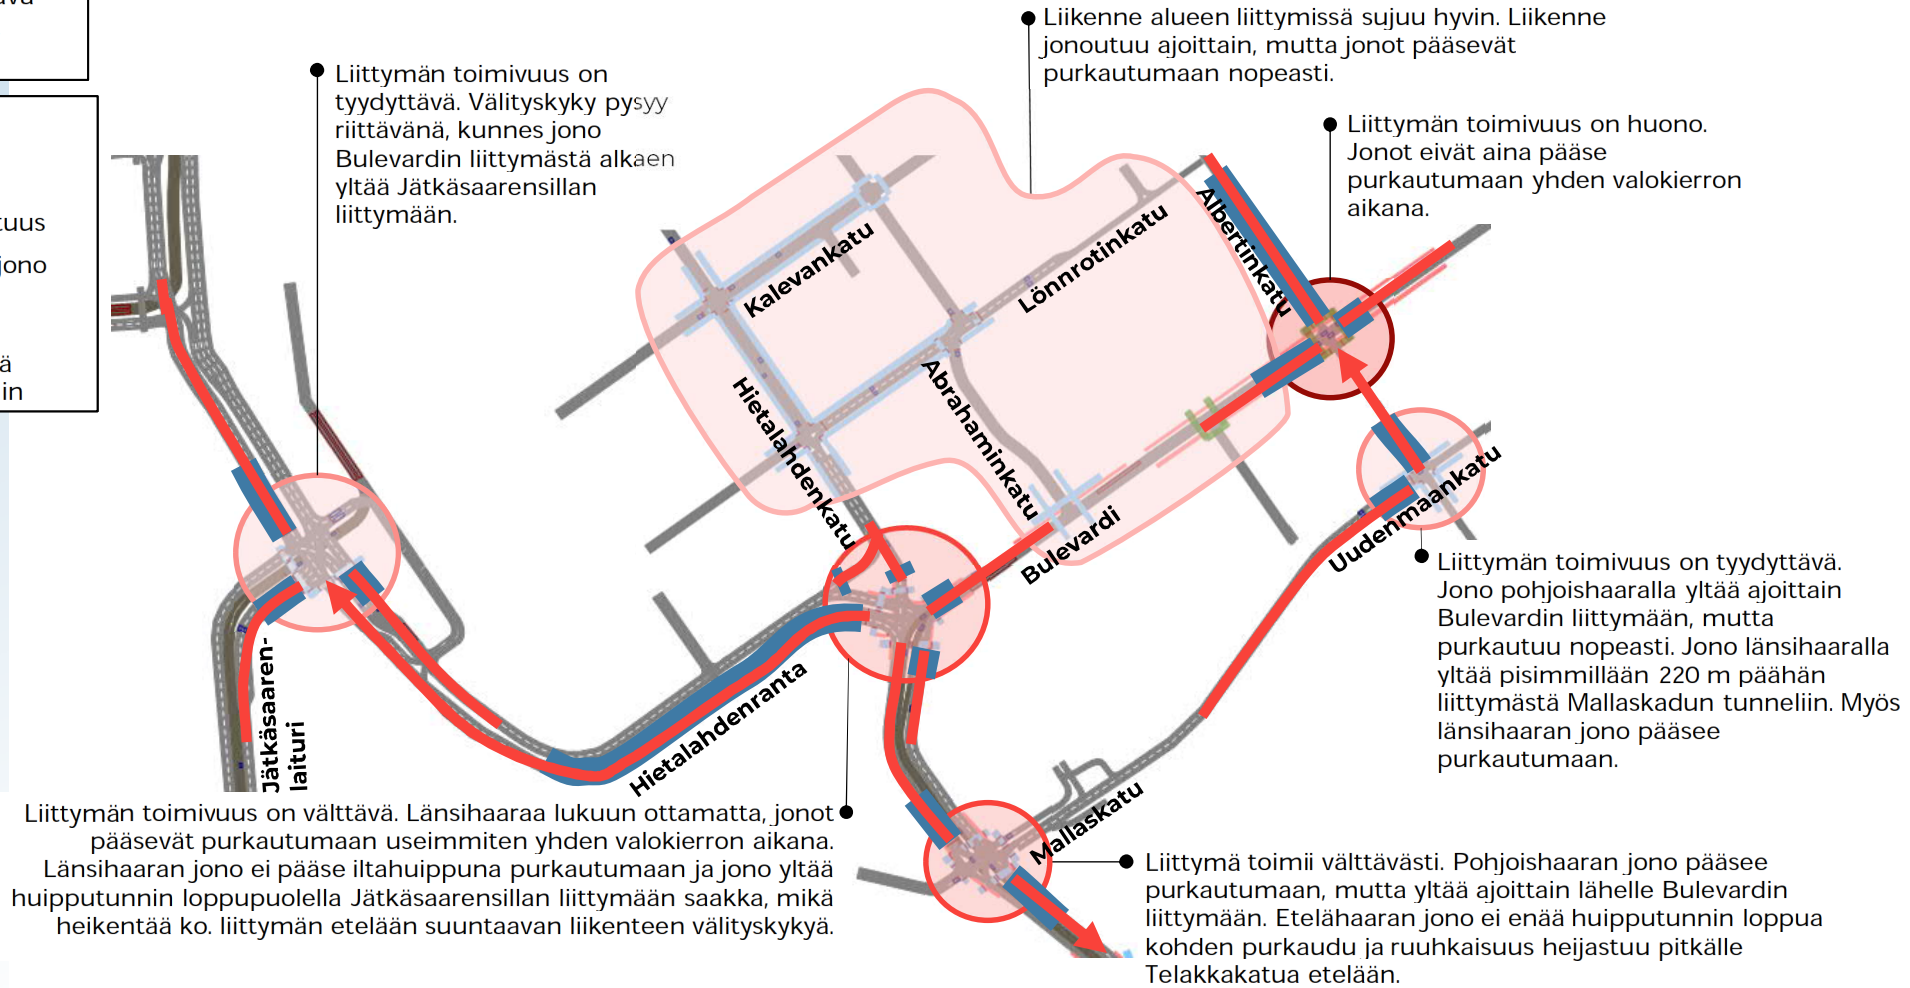 Liikenne alueen liittymissä sujuu hyvin. Liikenne
jonoutuu ajoittain, mutta jonot pääsevät
purkautumaan nopeasti.
Liittymän toimivuus on
tyydyttävä. Välityskyky pysyy
riittävänä, kunnes jono
Bulevardin liittymästä alkaen
yltää Jätkäsaarensillan
liittymään.
Liittymän toimivuus on huono.
Jonot eivät aina pääse
purkautumaan yhden valokierron
aikana.
jono
ä
in
Kalevankatu
Lönnrotinkatu
Albertinkatu
Hietalahdenkatu
Abrahaminkatu
Bulevardi
Uudenmaankatu
Hietalahdenranta
Jätkäsaaren-
laituri
Mallaskatu
Liittymän toimivuus on tyydyttävä.
Jono pohjoishaaralla yltää ajoittain
Bulevardin liittymään, mutta
purkautuu nopeasti. Jono länsihaaralla
yltää pisimmillään 220 m päähän
liittymästä Mallaskadun tunneliin. Myös
länsihaaran jono pääsee
purkautumaan.
Liittymän toimivuus on välttävä. Länsihaaraa lukuun ottamatta, jonot
pääsevät purkautumaan useimmiten yhden valokierron aikana.
Länsihaaran jono ei pääse iltahuippuna purkautumaan ja jono yltää
huipputunnin loppupuolella Jätkäsaarensillan liittymään saakka, mikä
heikentää ko. liittymän etelään suuntaavan liikenteen välityskykyä.
Liittymä toimii välttävästi. Pohjoishaaran jono pääsee
purkautumaan, mutta yltää ajoittain lähelle Bulevardin
liittymään. Etelähaaran jono ei enää huipputunnin loppua
kohden purkaudu ja ruuhkaisuus heijastuu pitkälle
Telakkakatua etelään.